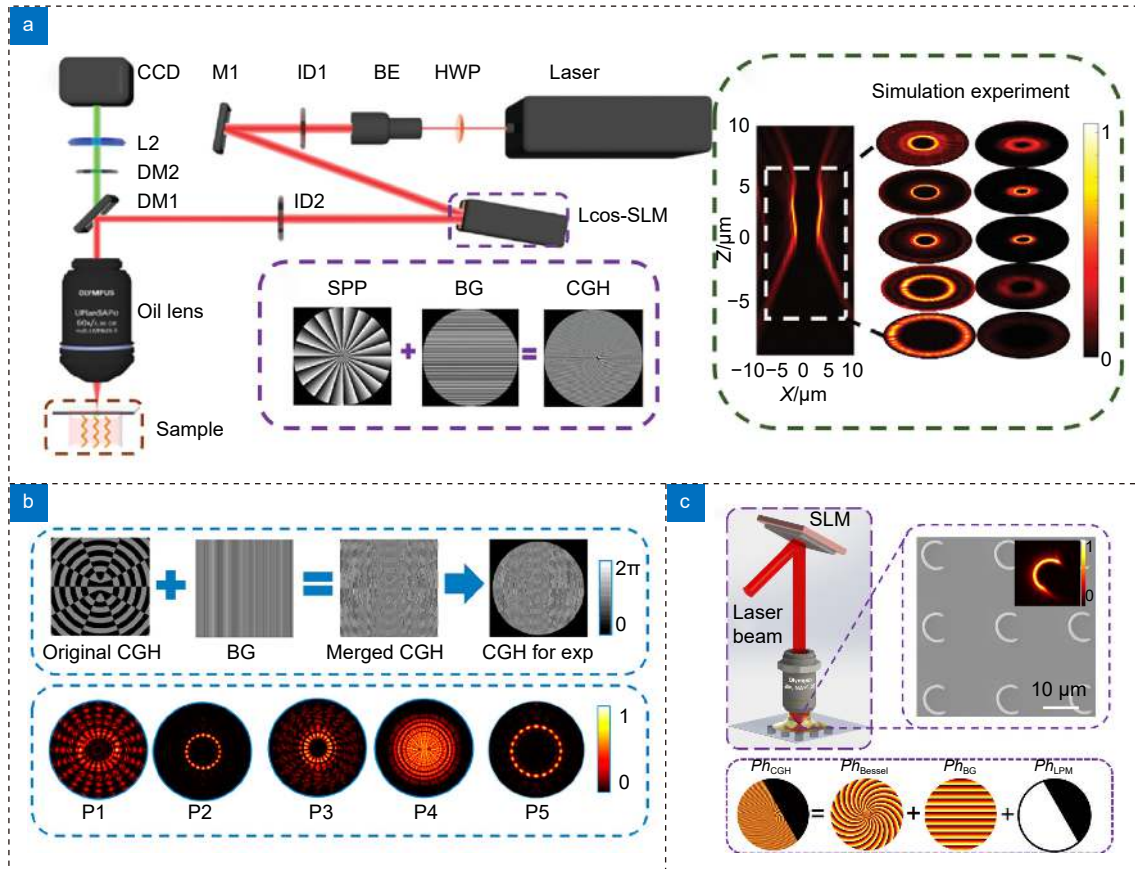 a
CCD
M1
ID1
BE
HWP
Laser
L2
DM2
DM1
ID2
Lcos-SLM
OLYMPUS
Oil lens
Sample
SPP
BG
CGH
+
=
Simulation experiment
10
5
0
−5
Z/μm
−10 −5 0 5 10
X/μm
1
0
b
+
=
2π
0
Original CGH
BG
Merged CGH
CGH for exp
1
0
P1
P2
P3
P4
P5
c
SLM
Laser
beam
1
0
10 μm
Ph_CGH
Ph_Bessel
Ph_BG
Ph_LPM
=
+
+